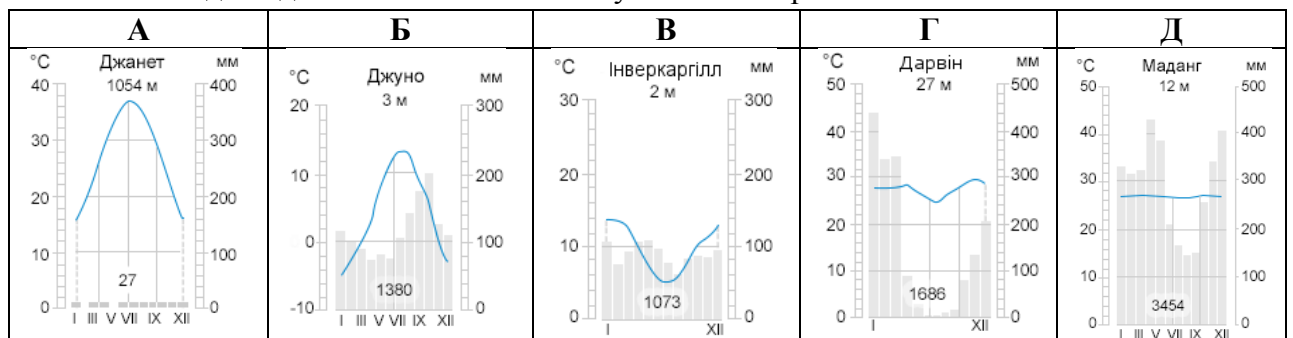 А Б В Г Д
°C Джанет мм
1054 м
40 400
30 300
20 200
10 100
27
0 0
I III V VII IX XII
°C Джуно мм
3 м
20 300
10 200
0 100
1380
-10 0
I III V VII IX XII
°C Інверкаргілл мм
2 м
30 300
20 200
10 100
1073
0 0
I XII
°C Дарвін мм
27 м
50 500
40 400
30 300
20 200
10 100
1686
0 0
I XII
°C Маданг мм
12 м
50 500
40 400
30 300
20 200
10 100
3454
0 0
I III V VII IX XII